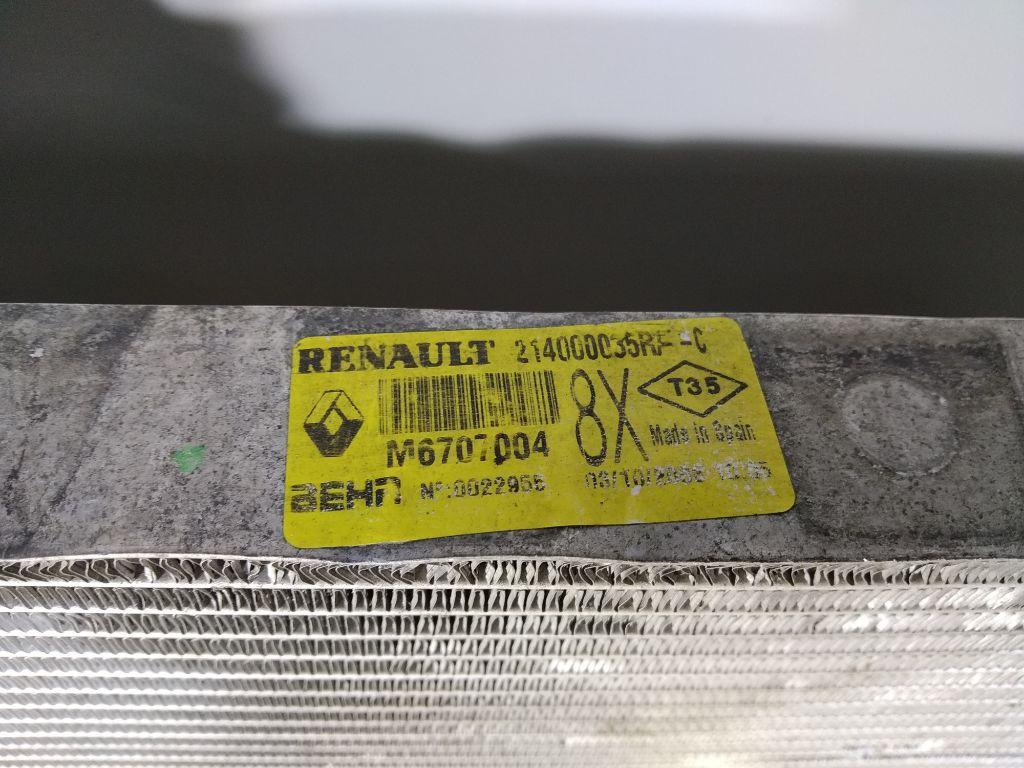 RENAULT 214000035RF -C
8X
T35
M6707004
Made in Spain
BEHR Nº:0022956